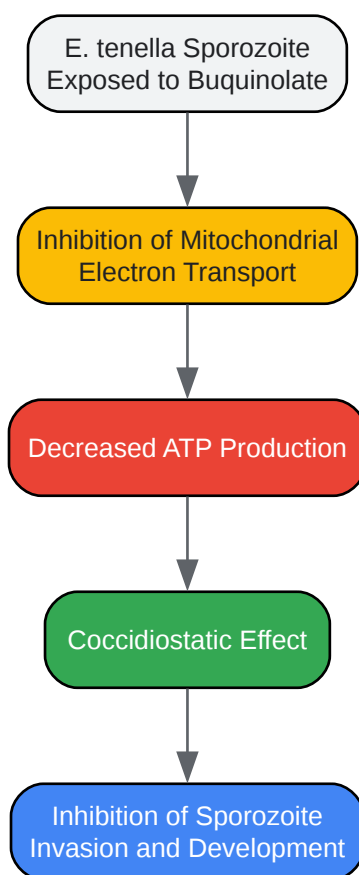 E. tenella Sporozoite
Exposed to Buquinolate
Inhibition of Mitochondrial
Electron Transport
Decreased ATP Production
Coccidiostatic Effect
Inhibition of Sporozoite
Invasion and Development